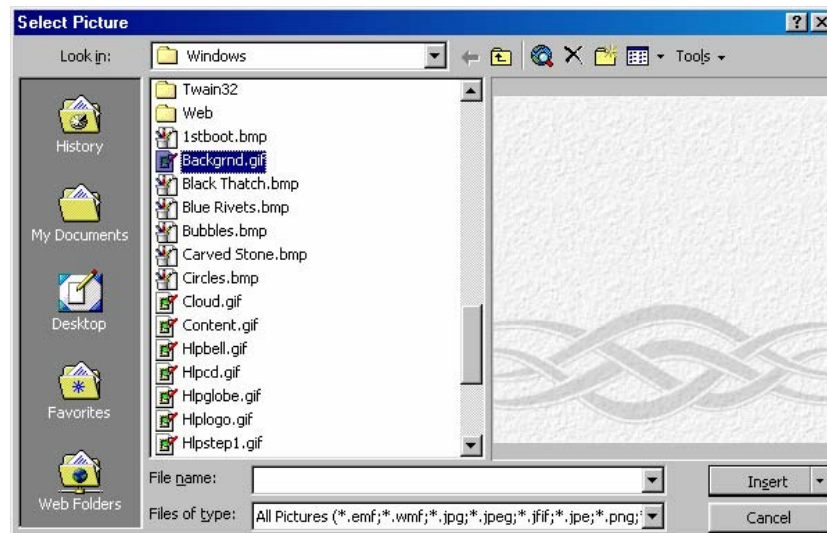 Select Picture
Look in:
Windows
Tools
History
My Documents
Desktop
Favorites
Web Folders
Twain32
Web
1stboot.bmp
Backgrnd.gif
Black Thatch.bmp
Blue Rivets.bmp
Bubbles.bmp
Carved Stone.bmp
Circles.bmp
Cloud.gif
Content.gif
Hlpbell.gif
Hlpcd.gif
Hlpglobe.gif
Hlplogo.gif
Hlpstep1.gif
File name:
Insert
Files of type: All Pictures (*.emf;*.wmf;*.jpg;*.jpeg;*.jfif;*.jpe;*.png;
Cancel